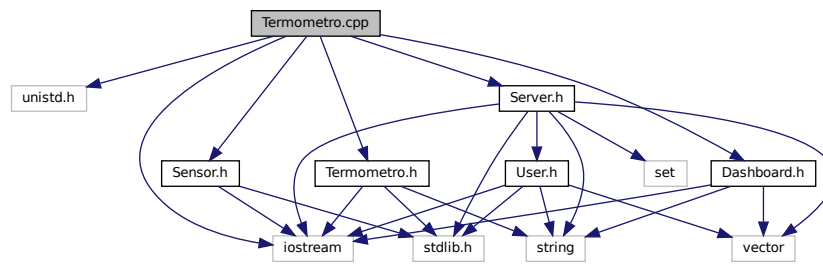 Termometro.cpp
unistd.h
Server.h
Sensor.h
Termometro.h
User.h
set
Dashboard.h
iostream
stdlib.h
string
vector